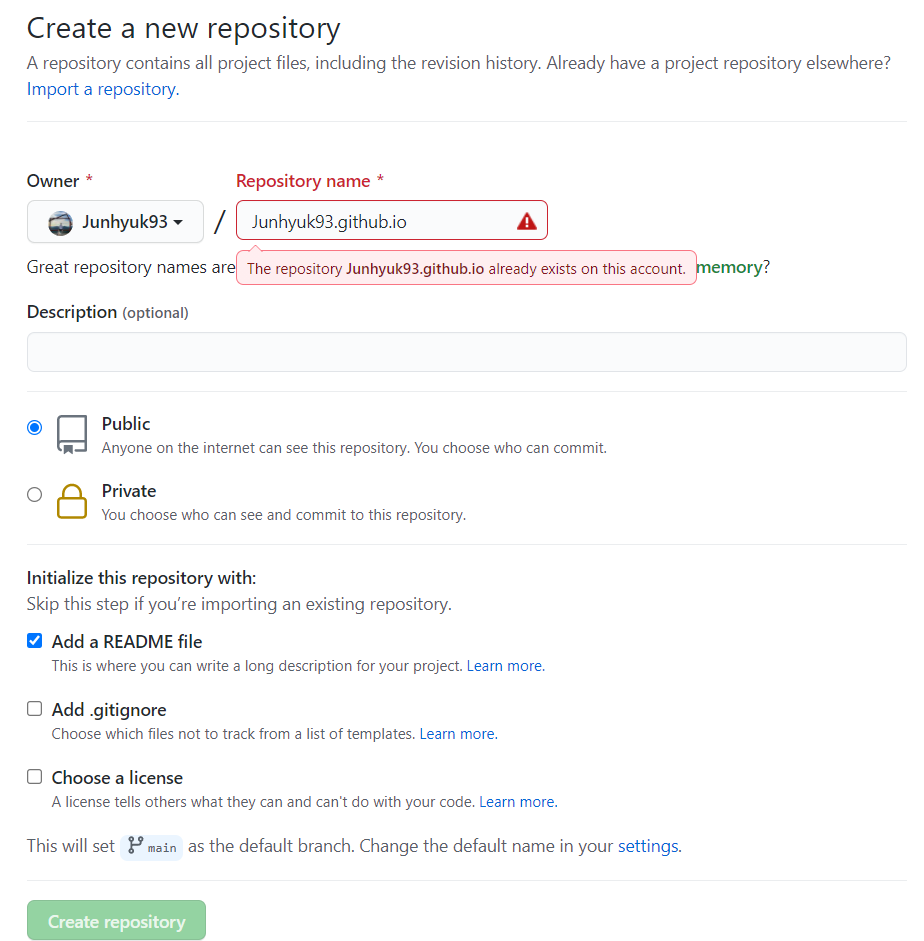 Create a new repository
A repository contains all project files, including the revision history. Already have a project repository elsewhere?
Import a repository.
Owner * Repository name *
Junhyuk93 / Junhyuk93.github.io
Great repository names are memory?
The repository Junhyuk93.github.io already exists on this account.
Description (optional)
Public
Anyone on the internet can see this repository. You choose who can commit.
Private
You choose who can see and commit to this repository.
Initialize this repository with:
Skip this step if you’re importing an existing repository.
Add a README file
This is where you can write a long description for your project. Learn more.
Add .gitignore
Choose which files not to track from a list of templates. Learn more.
Choose a license
A license tells others what they can and can't do with your code. Learn more.
This will set main as the default branch. Change the default name in your settings.
Create repository